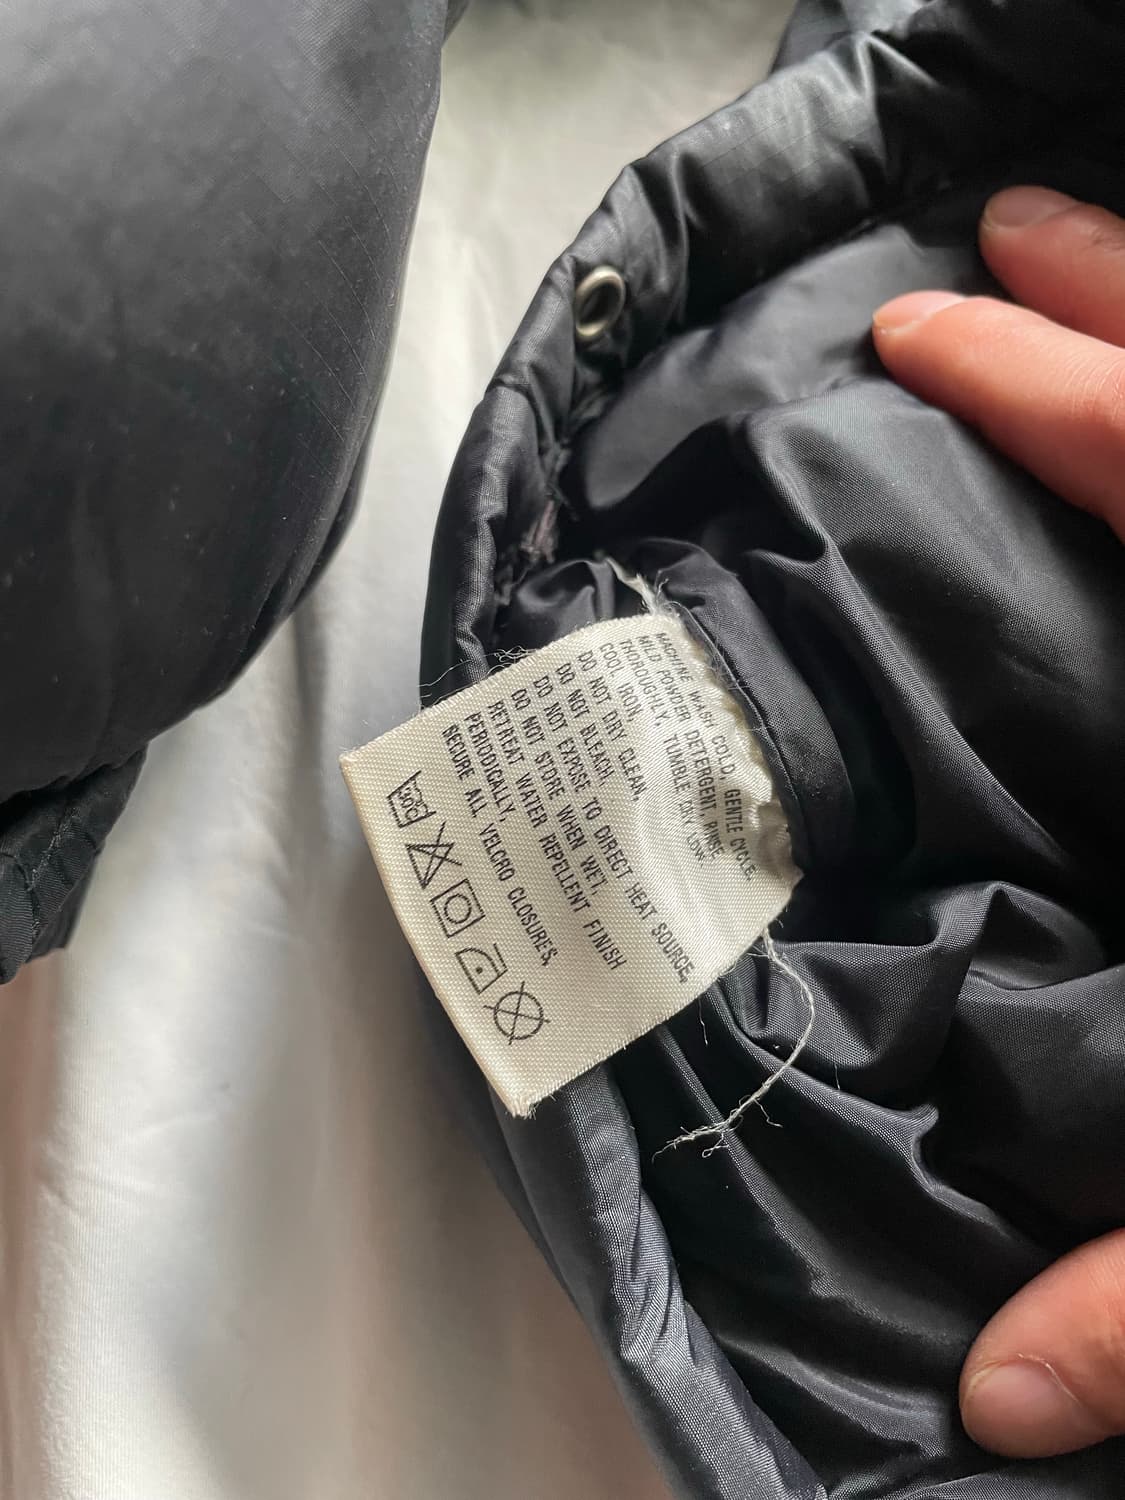 MACHINE WASH COLD, GENTLE CYCLE.
MILD POWDER DETERGENT, RINSE
THOROUGHLY, TUMBLE DRY LOW
COOL IRON,
DO NOT DRY CLEAN,
DO NOT BLEACH,
DO NOT EXPOSE TO DIRECT HEAT SOURCE,
DO NOT STORE WHEN WET,
RETREAT WATER REPELLENT FINISH
PERIODICALLY,
SECURE ALL VELCRO CLOSURES,